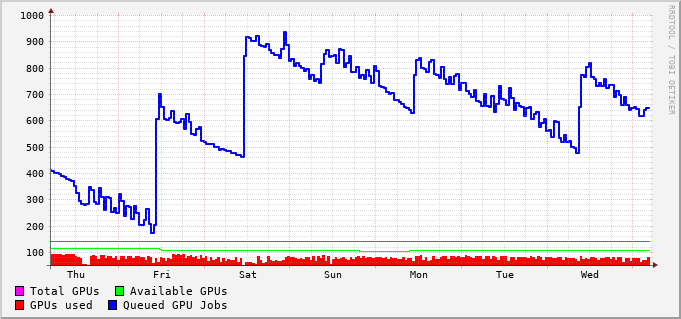 1000
900
800
700
600
500
400
300
200
100
Thu Fri Sat Sun Mon Tue Wed
Total GPUs Available GPUs
GPUs used Queued GPU Jobs
RRDTOOL / TOBI OETIKER